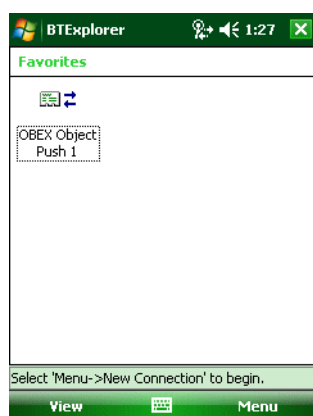 BTExplorer 1:27
Favorites
OBEX Object
Push 1
Select 'Menu->New Connection' to begin.
View Menu